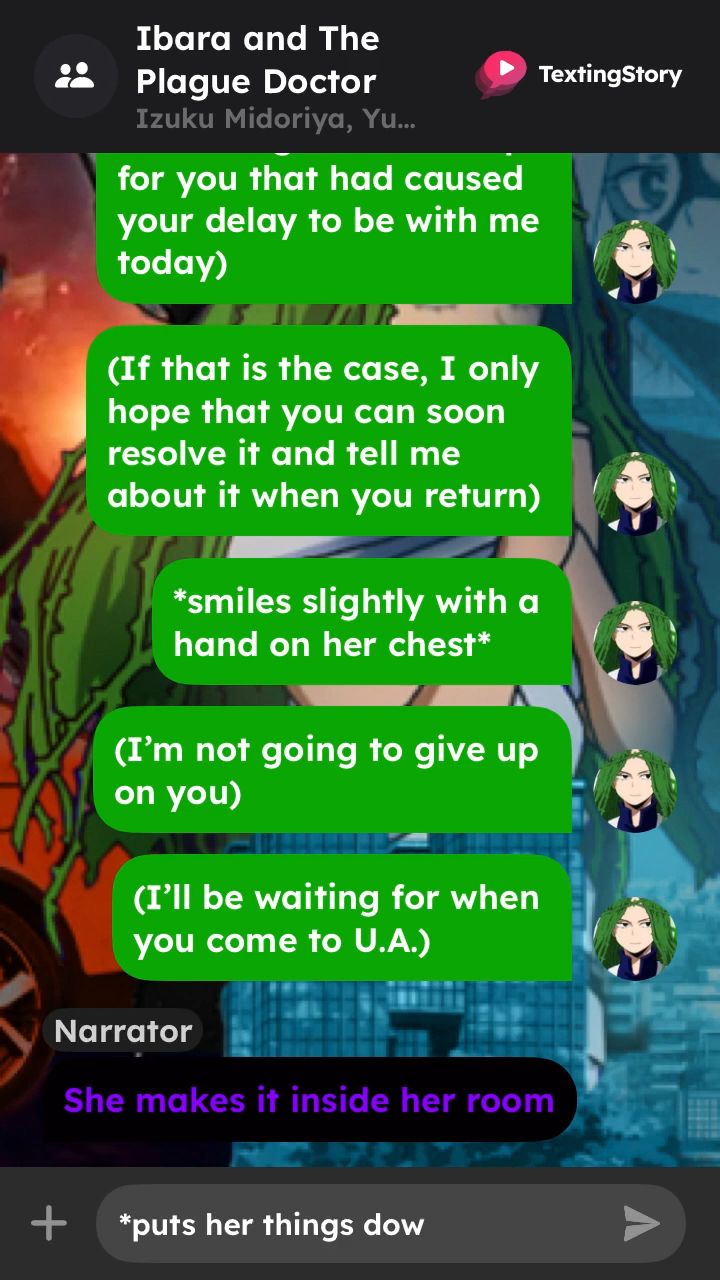 Ibara and The
Plague Doctor
Izuku Midoriya, Yu...
TextingStory
for you that had caused
your delay to be with me
today)
(If that is the case, I only
hope that you can soon
resolve it and tell me
about it when you return)
*smiles slightly with a
hand on her chest*
(I’m not going to give up
on you)
(I’ll be waiting for when
you come to U.A.)
Narrator
She makes it inside her room
*puts her things dow